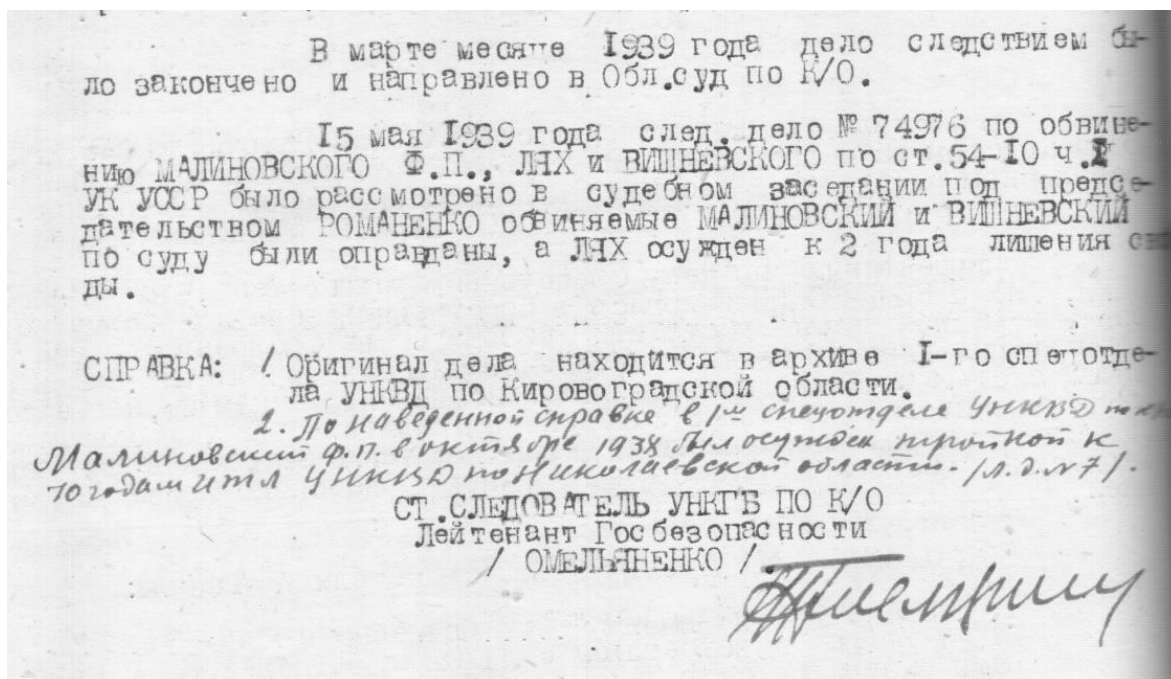 В марте месяце 1939 года дело следствием бы-
ло закончено и направлено в Обл.суд по К/О.
15 мая 1939 года след. дело № 74976 по обвине-
нию МАЛИНОВСКОГО Ф.П., ЛЯХ и ВИШНЕВСКОГО по ст.54-10 ч.I
УК УССР было рассмотрено в судебном заседании под предсе-
дательством РОМАНЕНКО обвиняемые МАЛИНОВСКИЙ и ВИШНЕВСКИЙ
по суду были оправданы, а ЛЯХ осужден к 2 года лишения сво
ды.
СПРАВКА: / Оригинал дела находится в архиве I-го спецотде-
ла УНКВД по Кировоградской области.
2. По наведенной справке в 1м спецотделе УНКВД по к
Малиновский Ф.П. в октябре 1938 был осужден тройкой к
10 годам ИТЛ УНКВД по Николаевской области. /л.д. № 7/.
СТ.СЛЕДОВАТЕЛЬ УНКГБ ПО К/О
Лейтенант Госбезопасности
/ ОМЕЛЬЯНЕНКО /.